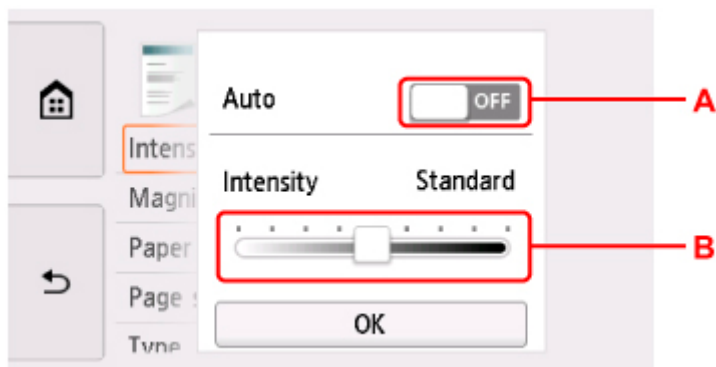 Auto OFF A
Intens
Intensity Standard
Magni
B
Paper
Page
OK
Type